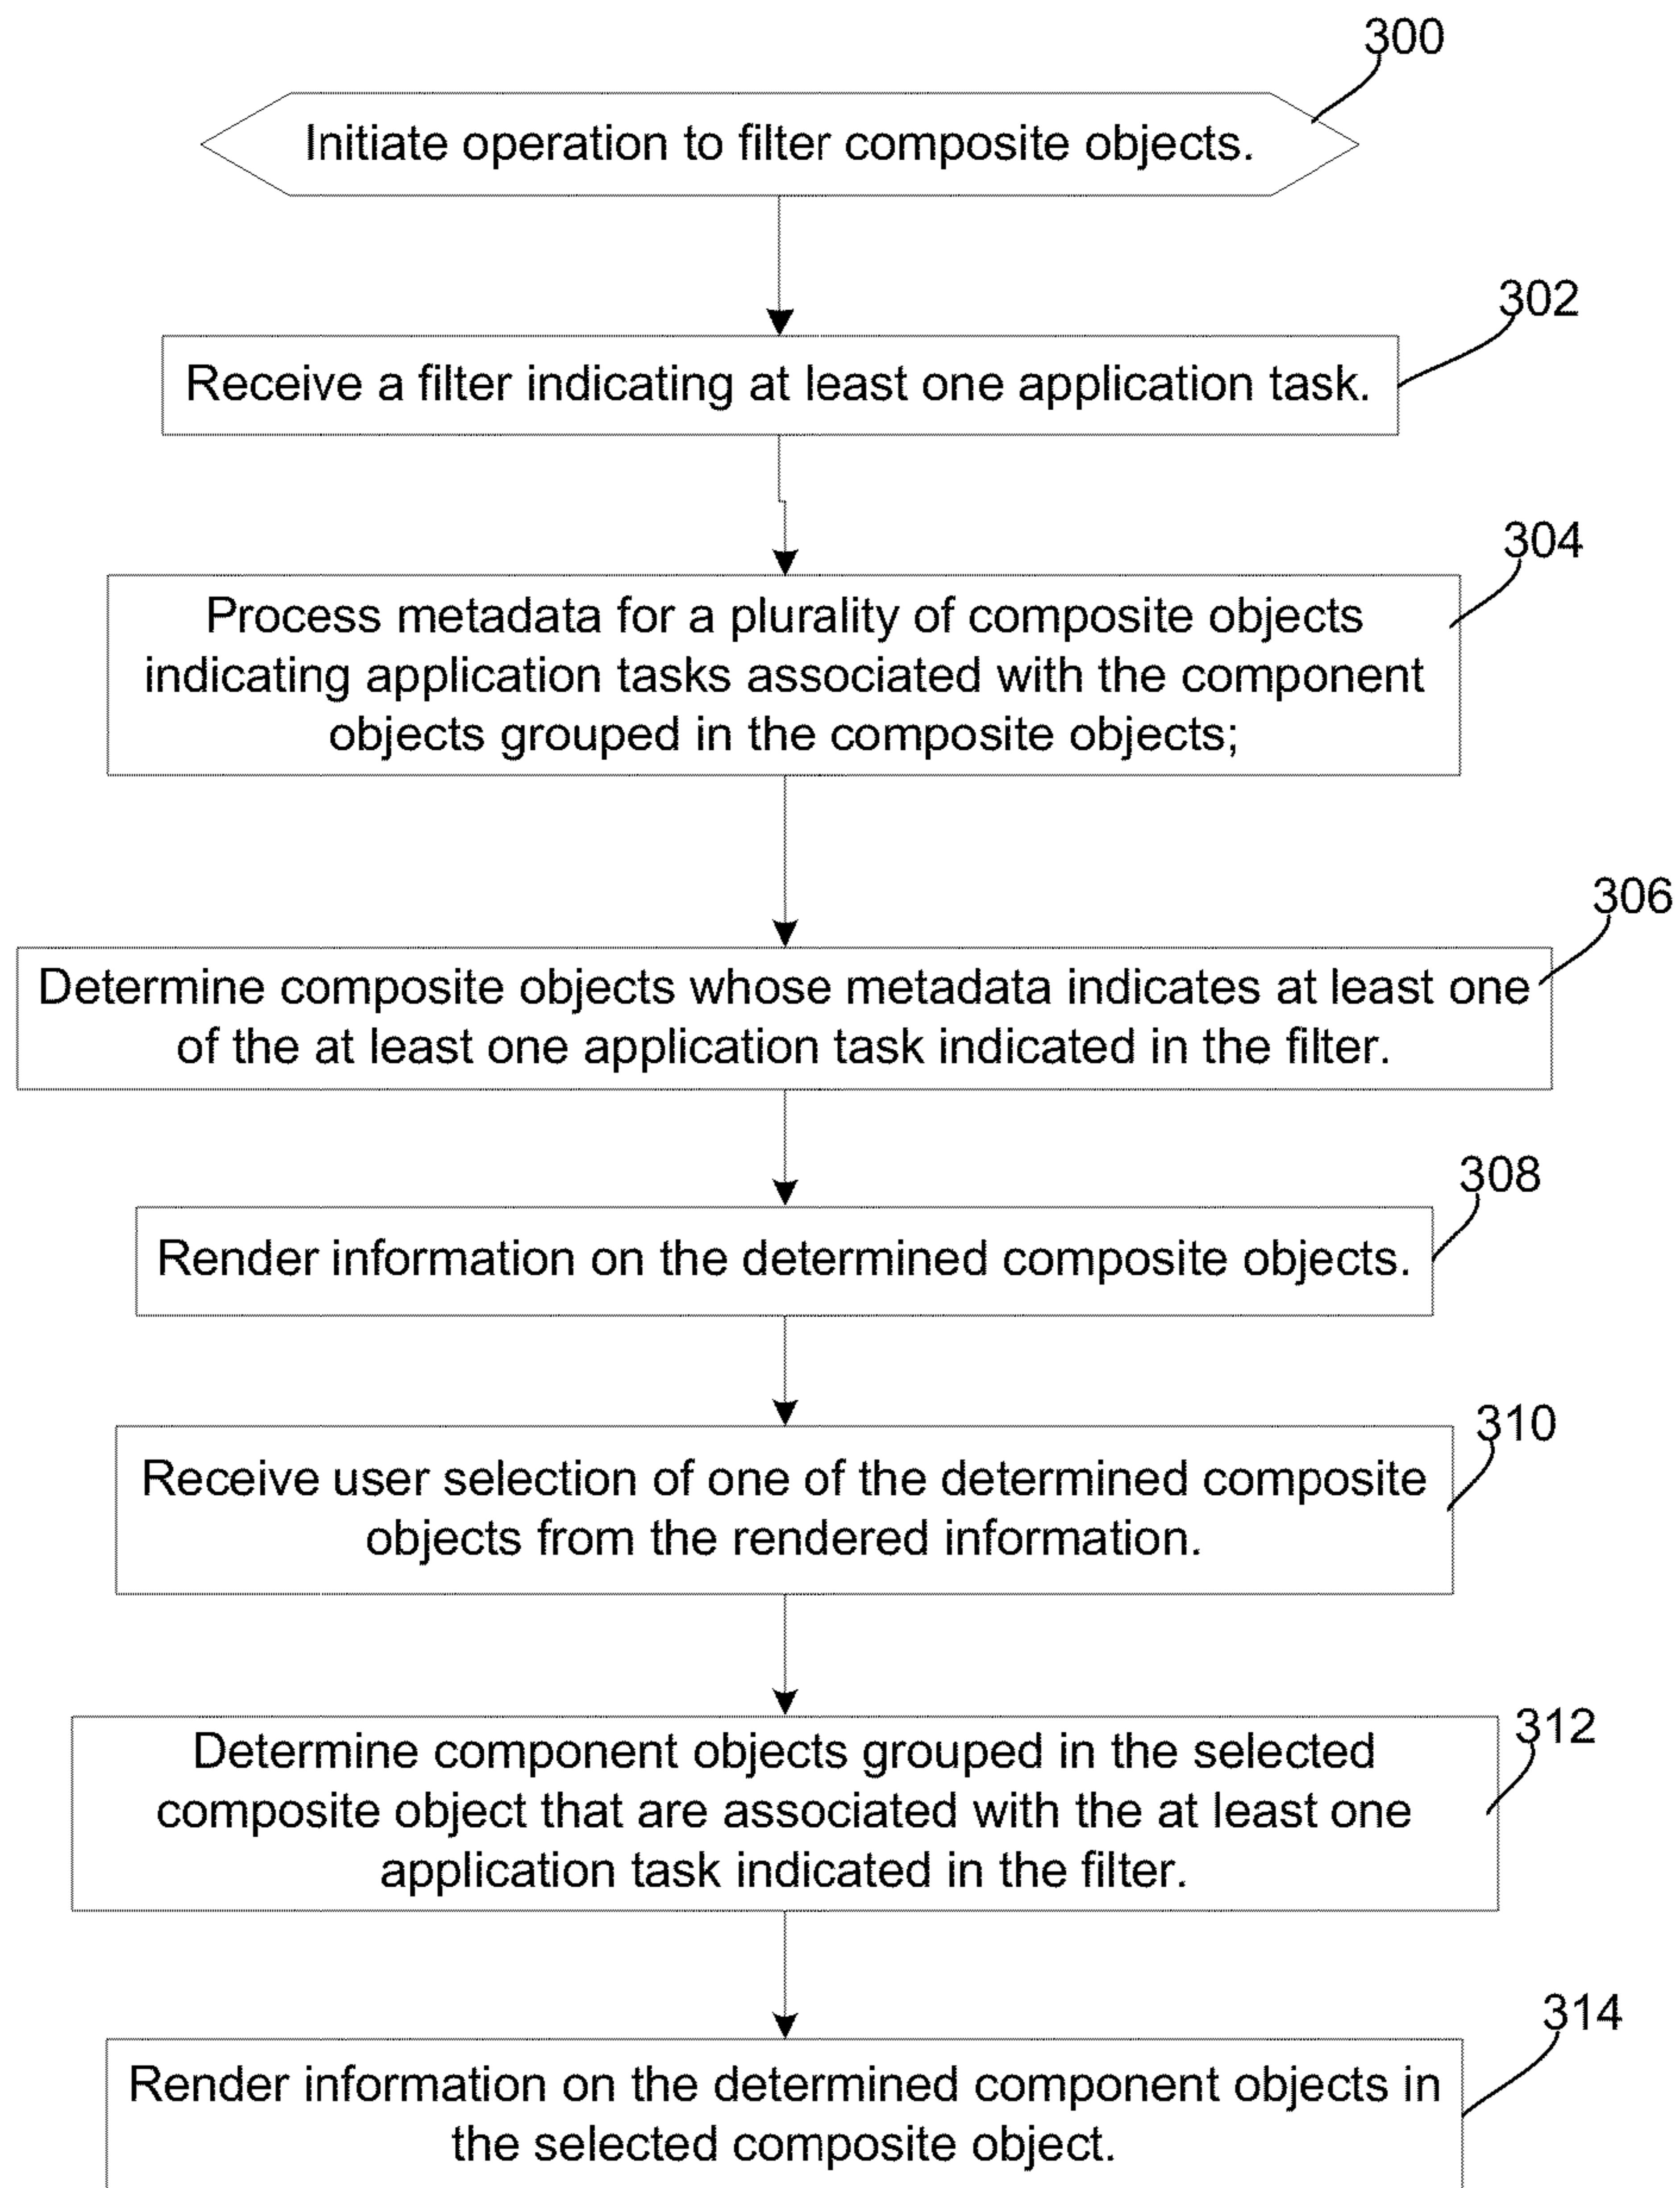 300
Initiate operation to filter composite objects.
302
Receive a filter indicating at least one application task.
304
Process metadata for a plurality of composite objects
indicating application tasks associated with the component
objects grouped in the composite objects;
306
Determine composite objects whose metadata indicates at least one
of the at least one application task indicated in the filter.
308
Render information on the determined composite objects.
310
Receive user selection of one of the determined composite
objects from the rendered information.
312
Determine component objects grouped in the selected
composite object that are associated with the at least one
application task indicated in the filter.
314
Render information on the determined component objects in
the selected composite object.